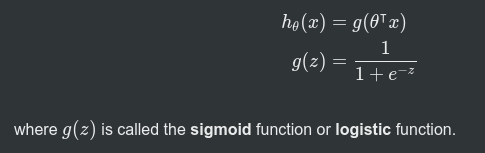 hθ(x) = g(θᵀx)
g(z) = 1 / (1 + e⁻ᶻ)
where g(z) is called the sigmoid function or logistic function.